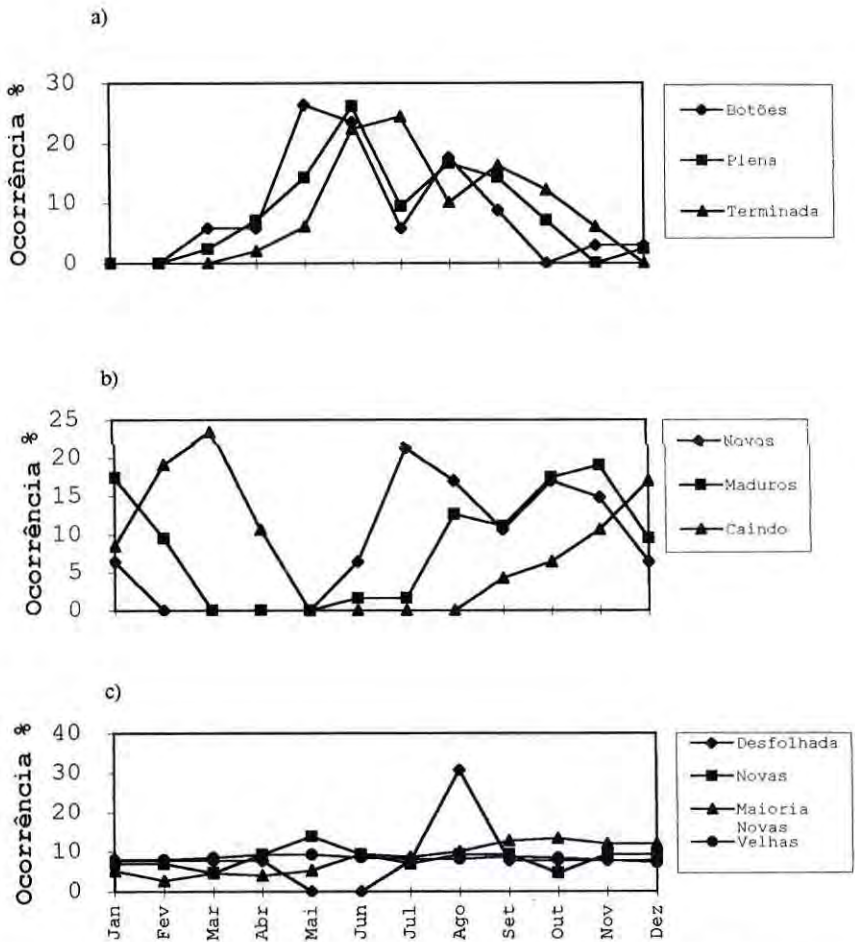 a)
Ocorrência %
30
20
10
0
Botões
Plena
Terminada
b)
Ocorrência %
25
20
15
10
5
0
Novos
Maduros
Caindo
c)
Ocorrência %
40
30
20
10
0
Desfolhada
Novas
Maioria
Novas
Velhas
Jan Fev Mar Abr Mai Jun Jul Ago Set Out Nov Dez